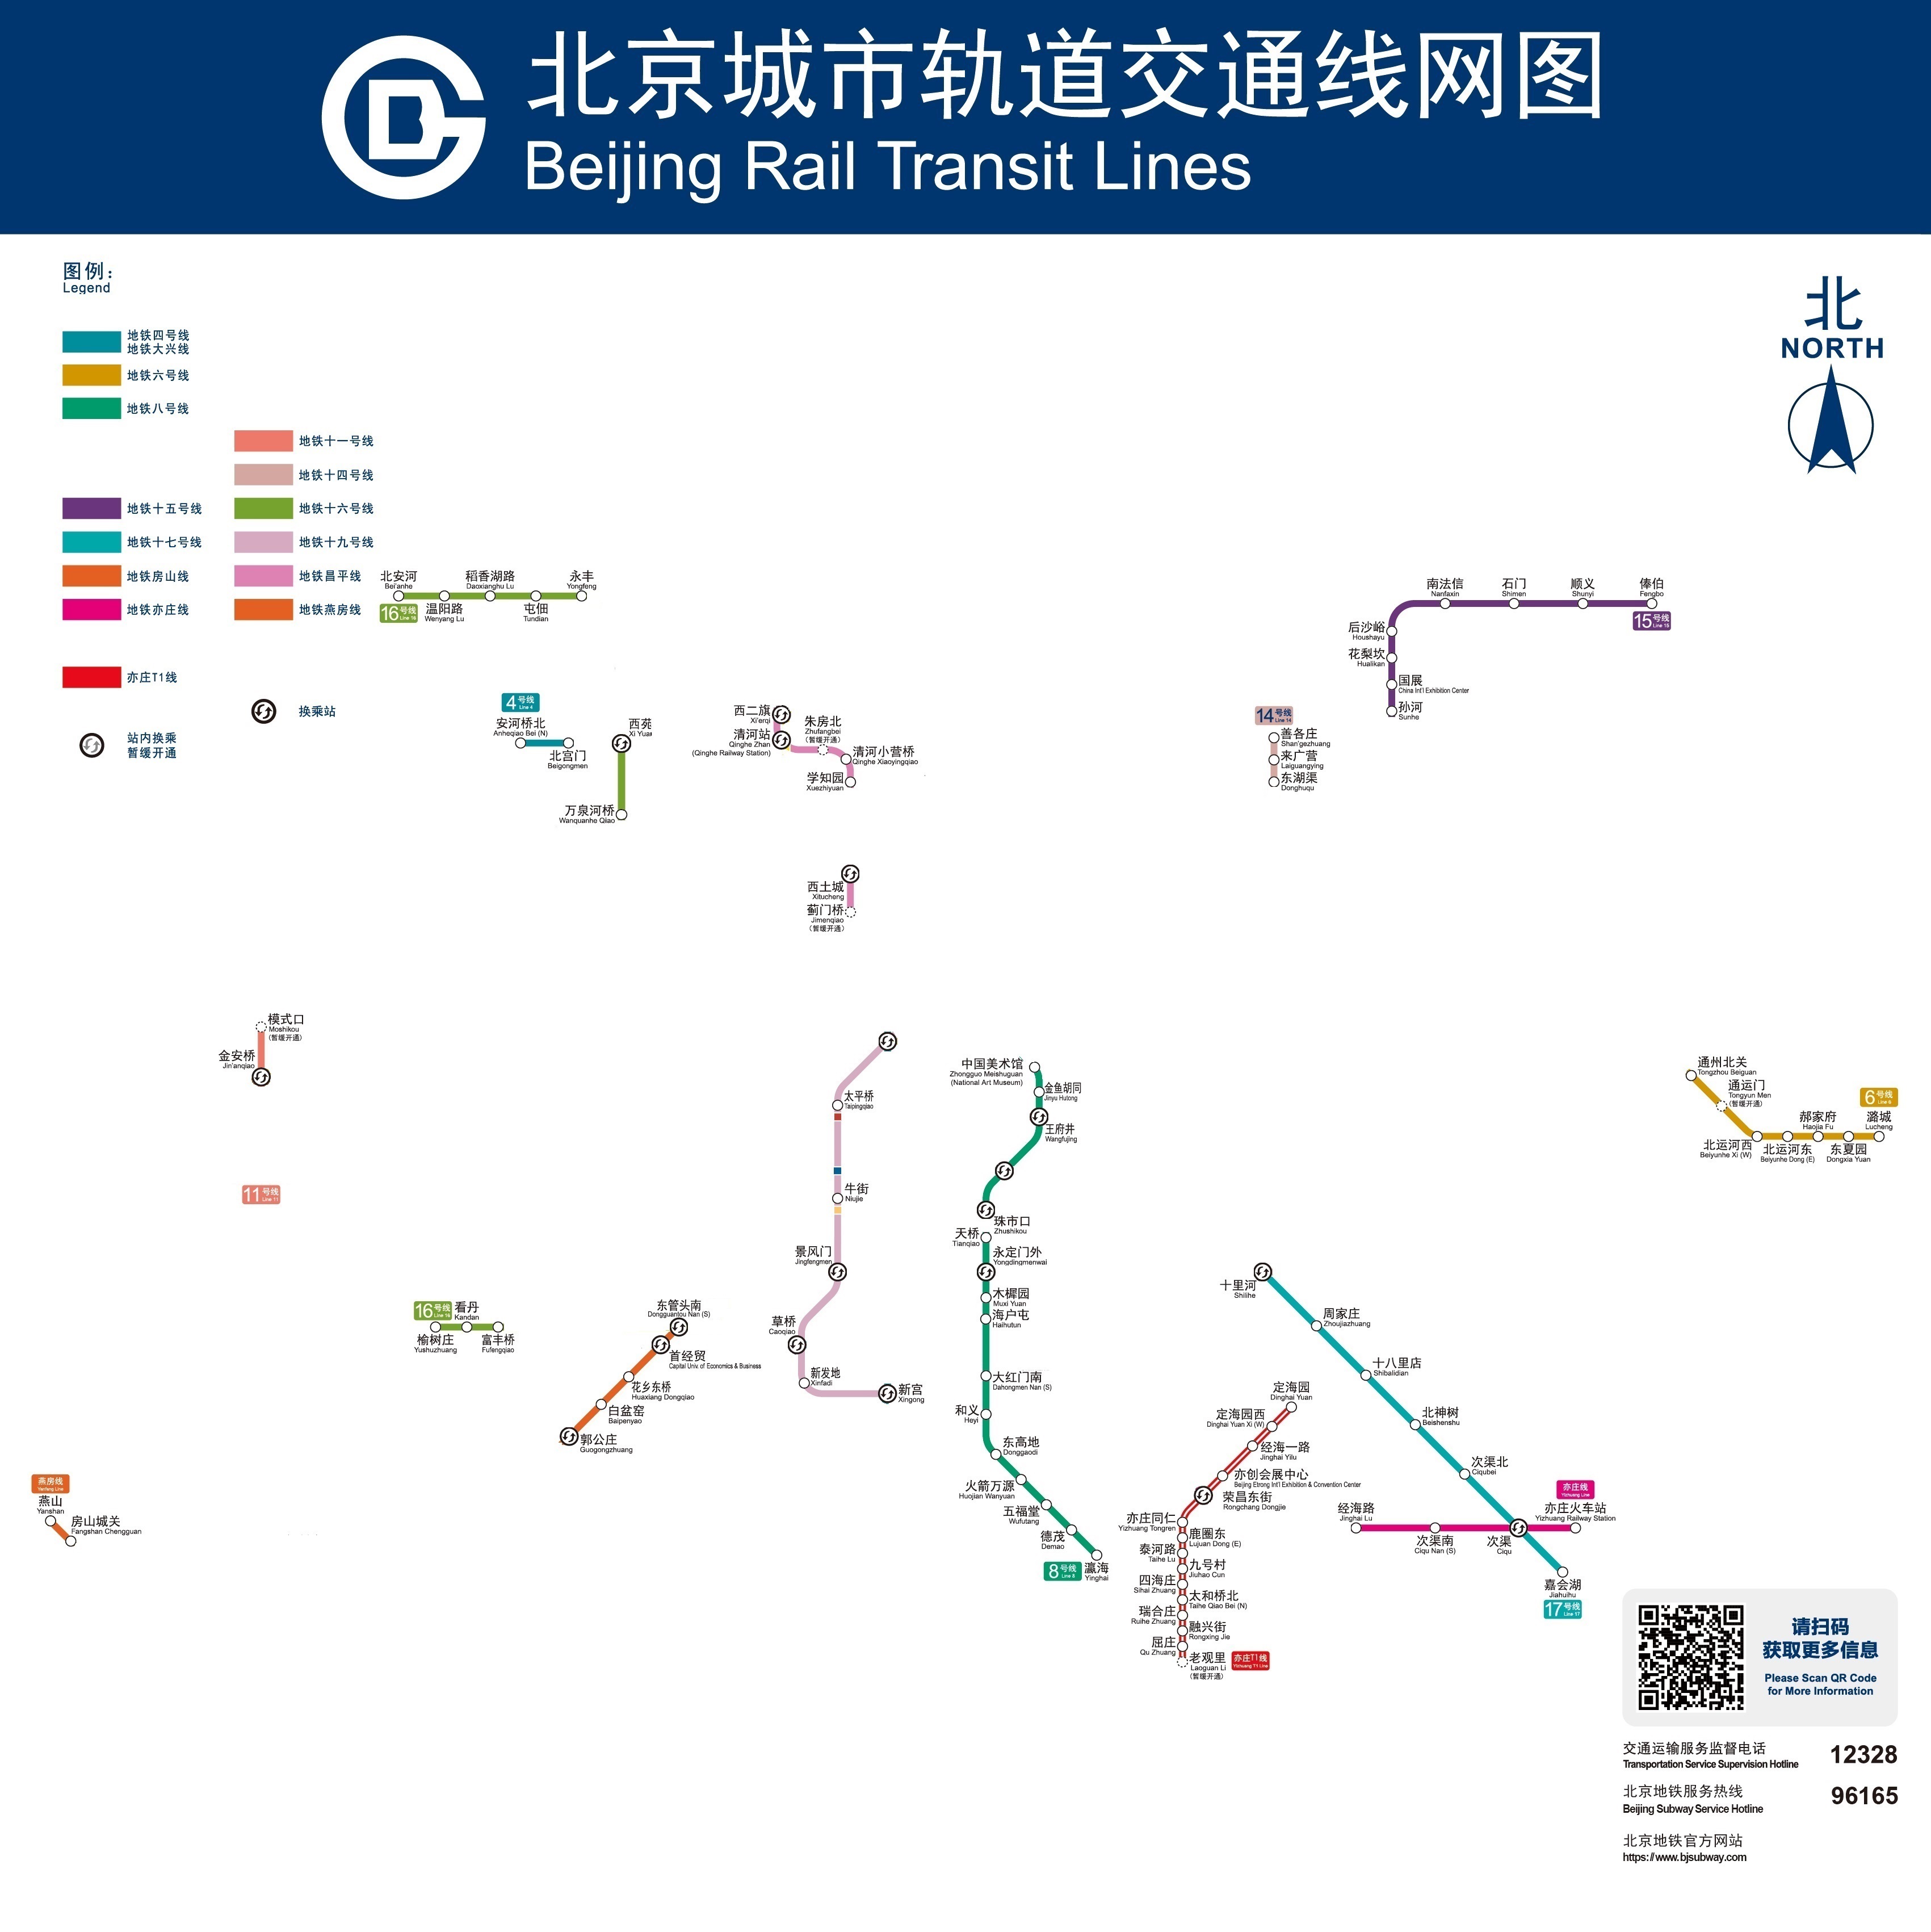 北京城市轨道交通线网图
Beijing Rail Transit Lines
图例:
Legend
北
NORTH
地铁四号线
地铁大兴线
地铁六号线
地铁八号线
地铁十一号线
地铁十四号线
地铁十五号线
地铁十六号线
地铁十七号线
地铁十九号线
地铁房山线
地铁昌平线
地铁亦庄线
地铁燕房线
亦庄T1线
换乘站
站内换乘
暂缓开通
北安河
Bei'anhe
稻香湖路
Daoxianghu Lu
永丰
Yongfeng
16号线
Line 16
温阳路
Wenyang Lu
屯佃
Tundian
南法信
Nanfaxin
石门
Shimen
顺义
Shunyi
俸伯
Fengbo
15号线
Line 15
后沙峪
Houshayu
花梨坎
Hualikan
国展
China Int'l Exhibition Center
孙河
Sunhe
4号线
Line 4
安河桥北
Anheqiao Bei (N)
北宫门
Beigongmen
西苑
Xi Yuan
万泉河桥
Wanquanhe Qiao
西二旗
Xi'erqi
清河站
Qinghe Zhan
(Qinghe Railway Station)
朱房北
Zhufangbei
(暂缓开通)
清河小营桥
Qinghe Xiaoyingqiao
学知园
Xuezhiyuan
14号线
Line 14
善各庄
Shan'gezhuang
来广营
Laiguangying
东湖渠
Donghuqu
西土城
Xitucheng
蓟门桥
Jimenqiao
(暂缓开通)
模式口
Moshikou
(暂缓开通)
金安桥
Jin'anqiao
11号线
Line 11
太平桥
Taipingqiao
牛街
Niujie
景风门
Jingfengmen
草桥
Caoqiao
新发地
Xinfadi
新宫
Xingong
中国美术馆
Zhongguo Meishuguan
(National Art Museum)
金鱼胡同
Jinyu Hutong
王府井
Wangfujing
珠市口
Zhushikou
天桥
Tianqiao
永定门外
Yongdingmenwai
木樨园
Muxi Yuan
海户屯
Haihutun
大红门南
Dahongmen Nan (S)
和义
Heyi
东高地
Donggaodi
火箭万源
Huojian Wanyuan
五福堂
Wufutang
德茂
Demao
8号线
Line 8
瀛海
Yinghai
通州北关
Tongzhou Beiguan
通运门
Tongyun Men
(暂缓开通)
北运河西
Beiyunhe Xi (W)
北运河东
Beiyunhe Dong (E)
郝家府
Haojia Fu
东夏园
Dongxia Yuan
6号线
Line 6
潞城
Lucheng
16号线
Line 16
看丹
Kandan
榆树庄
Yushuzhuang
富丰桥
Fufengqiao
东管头南
Dongguantou Nan (S)
首经贸
Capital Univ. of Economics & Business
花乡东桥
Huaxiang Dongqiao
白盆窑
Baipenyao
郭公庄
Guogongzhuang
燕房线
Yanfang Line
燕山
Yanshan
房山城关
Fangshan Chengguan
十里河
Shilihe
周家庄
Zhoujiazhuang
十八里店
Shibalidian
北神树
Beishenshu
次渠北
Ciqubei
次渠
Ciqu
嘉会湖
Jiahuihu
17号线
Line 17
经海路
Jinghai Lu
次渠南
Ciqu Nan (S)
亦庄线
Yizhuang Line
亦庄火车站
Yizhuang Railway Station
定海园
Dinghai Yuan
定海园西
Dinghai Yuan Xi (W)
经海一路
Jinghai Yilu
亦创会展中心
Beijing Etrong Int'l Exhibition & Convention Center
荣昌东街
Rongchang Dongjie
亦庄同仁
Yizhuang Tongren
鹿圈东
Lujuan Dong (E)
泰河路
Taihe Lu
九号村
Jiuhao Cun
四海庄
Sihai Zhuang
太和桥北
Taihe Qiao Bei (N)
瑞合庄
Ruihe Zhuang
融兴街
Rongxing Jie
屈庄
Qu Zhuang
老观里
Laoguan Li
(暂缓开通)
亦庄T1线
Yizhuang T1 Line
请扫码
获取更多信息
Please Scan QR Code
for More Information
交通运输服务监督电话
Transportation Service Supervision Hotline
12328
北京地铁服务热线
Beijing Subway Service Hotline
96165
北京地铁官方网站
https://www.bjsubway.com